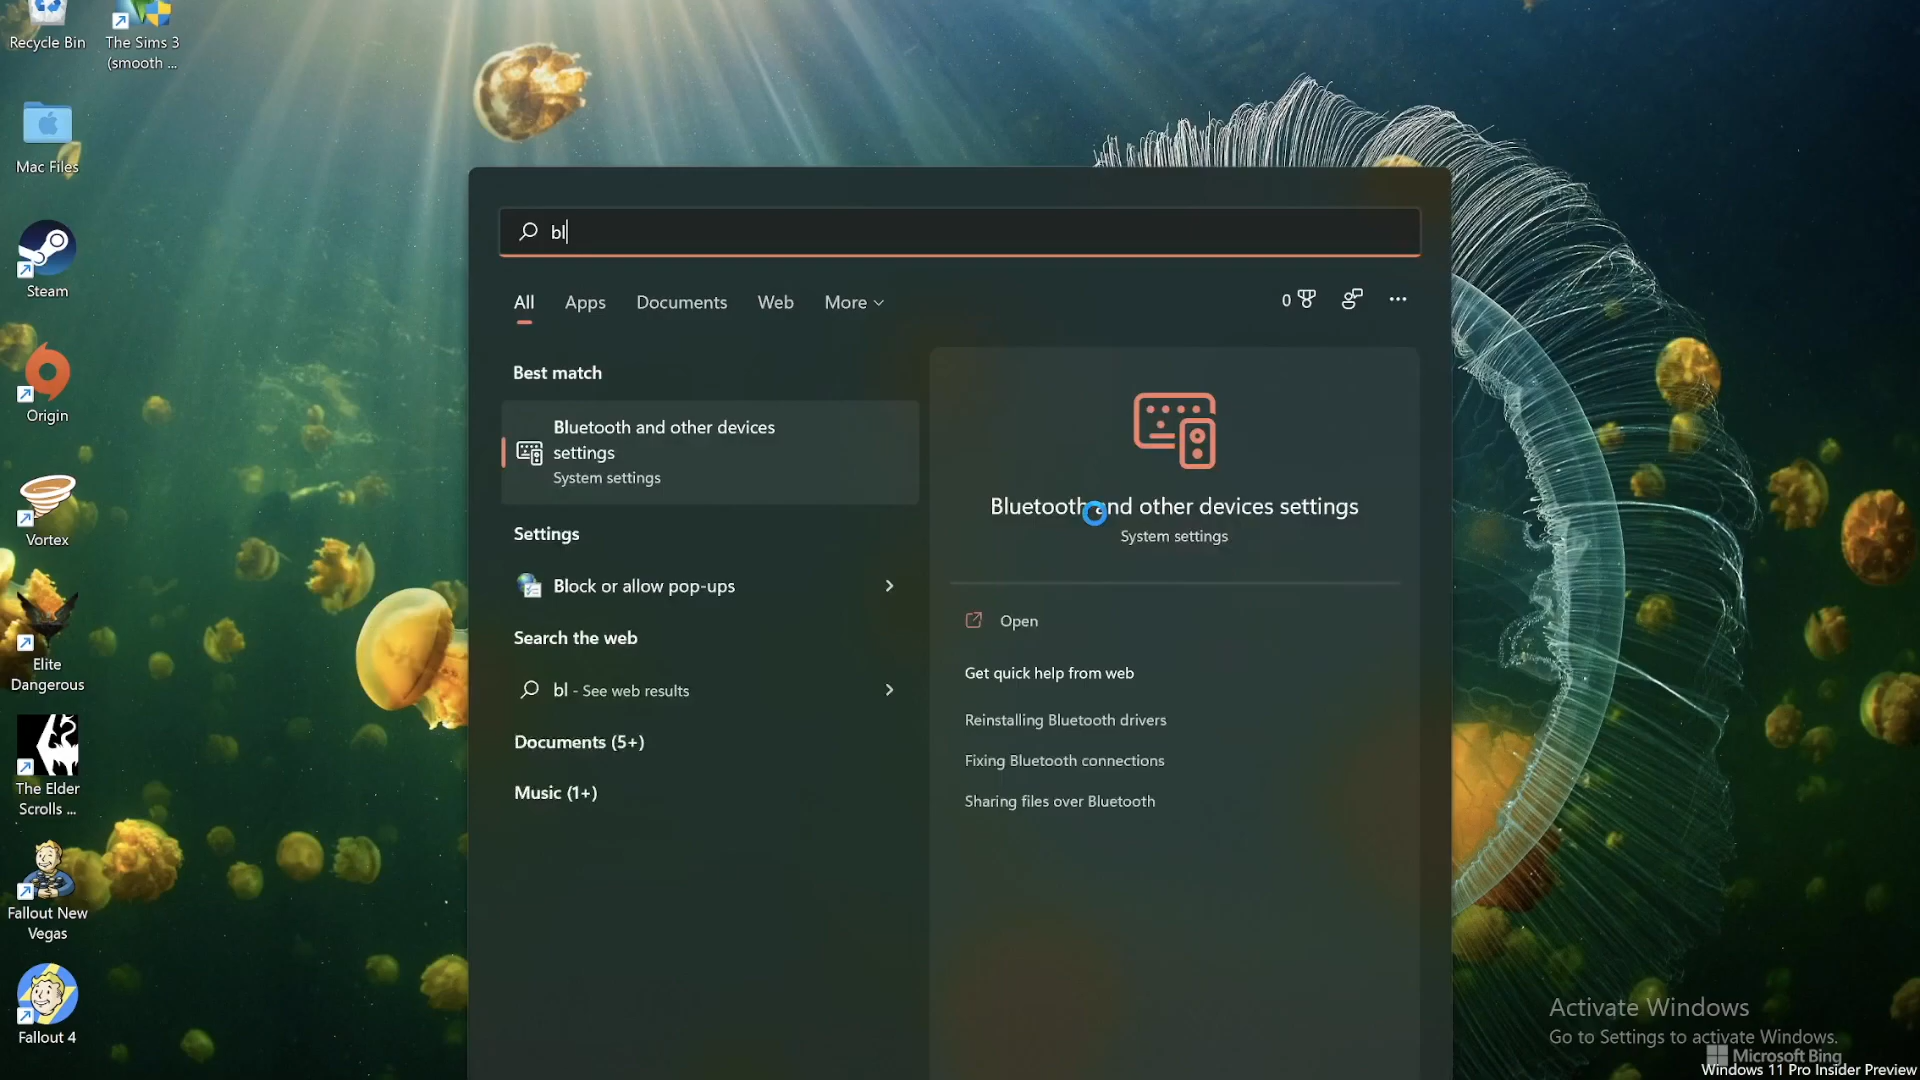 Recycle Bin
The Sims 3
(smooth ...
Mac Files
Steam
Origin
Vortex
Elite
Dangerous
The Elder
Scrolls ...
Fallout New
Vegas
Fallout 4
bl
All
Apps
Documents
Web
More
0
Best match
Bluetooth and other devices
settings
System settings
Settings
Block or allow pop-ups
Search the web
bl - See web results
Documents (5+)
Music (1+)
Bluetooth and other devices settings
System settings
Open
Get quick help from web
Reinstalling Bluetooth drivers
Fixing Bluetooth connections
Sharing files over Bluetooth
Activate Windows
Go to Settings to activate Windows.
Microsoft Bing
Windows 11 Pro Insider Preview